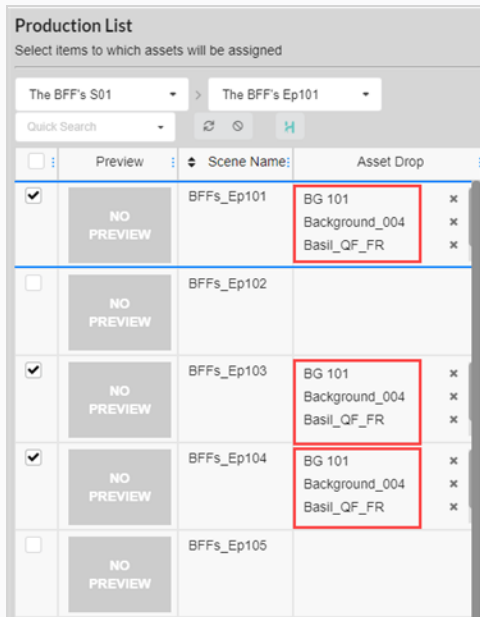 Production List
Select items to which assets will be assigned
The BFF's S01 > The BFF's Ep101
Quick Search
Preview Scene Name Asset Drop
NO PREVIEW
BFFs_Ep101
BG 101
Background_004
Basil_QF_FR
NO PREVIEW
BFFs_Ep102
NO PREVIEW
BFFs_Ep103
BG 101
Background_004
Basil_QF_FR
NO PREVIEW
BFFs_Ep104
BG 101
Background_004
Basil_QF_FR
NO PREVIEW
BFFs_Ep105